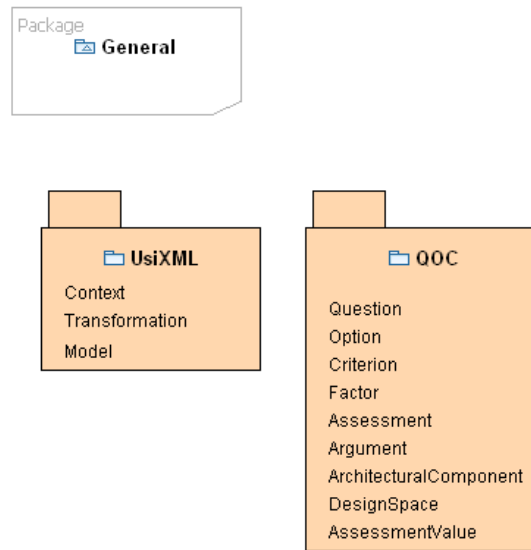 Package
General
UsiXML
Context
Transformation
Model
QOC
Question
Option
Criterion
Factor
Assessment
Argument
ArchitecturalComponent
DesignSpace
AssessmentValue